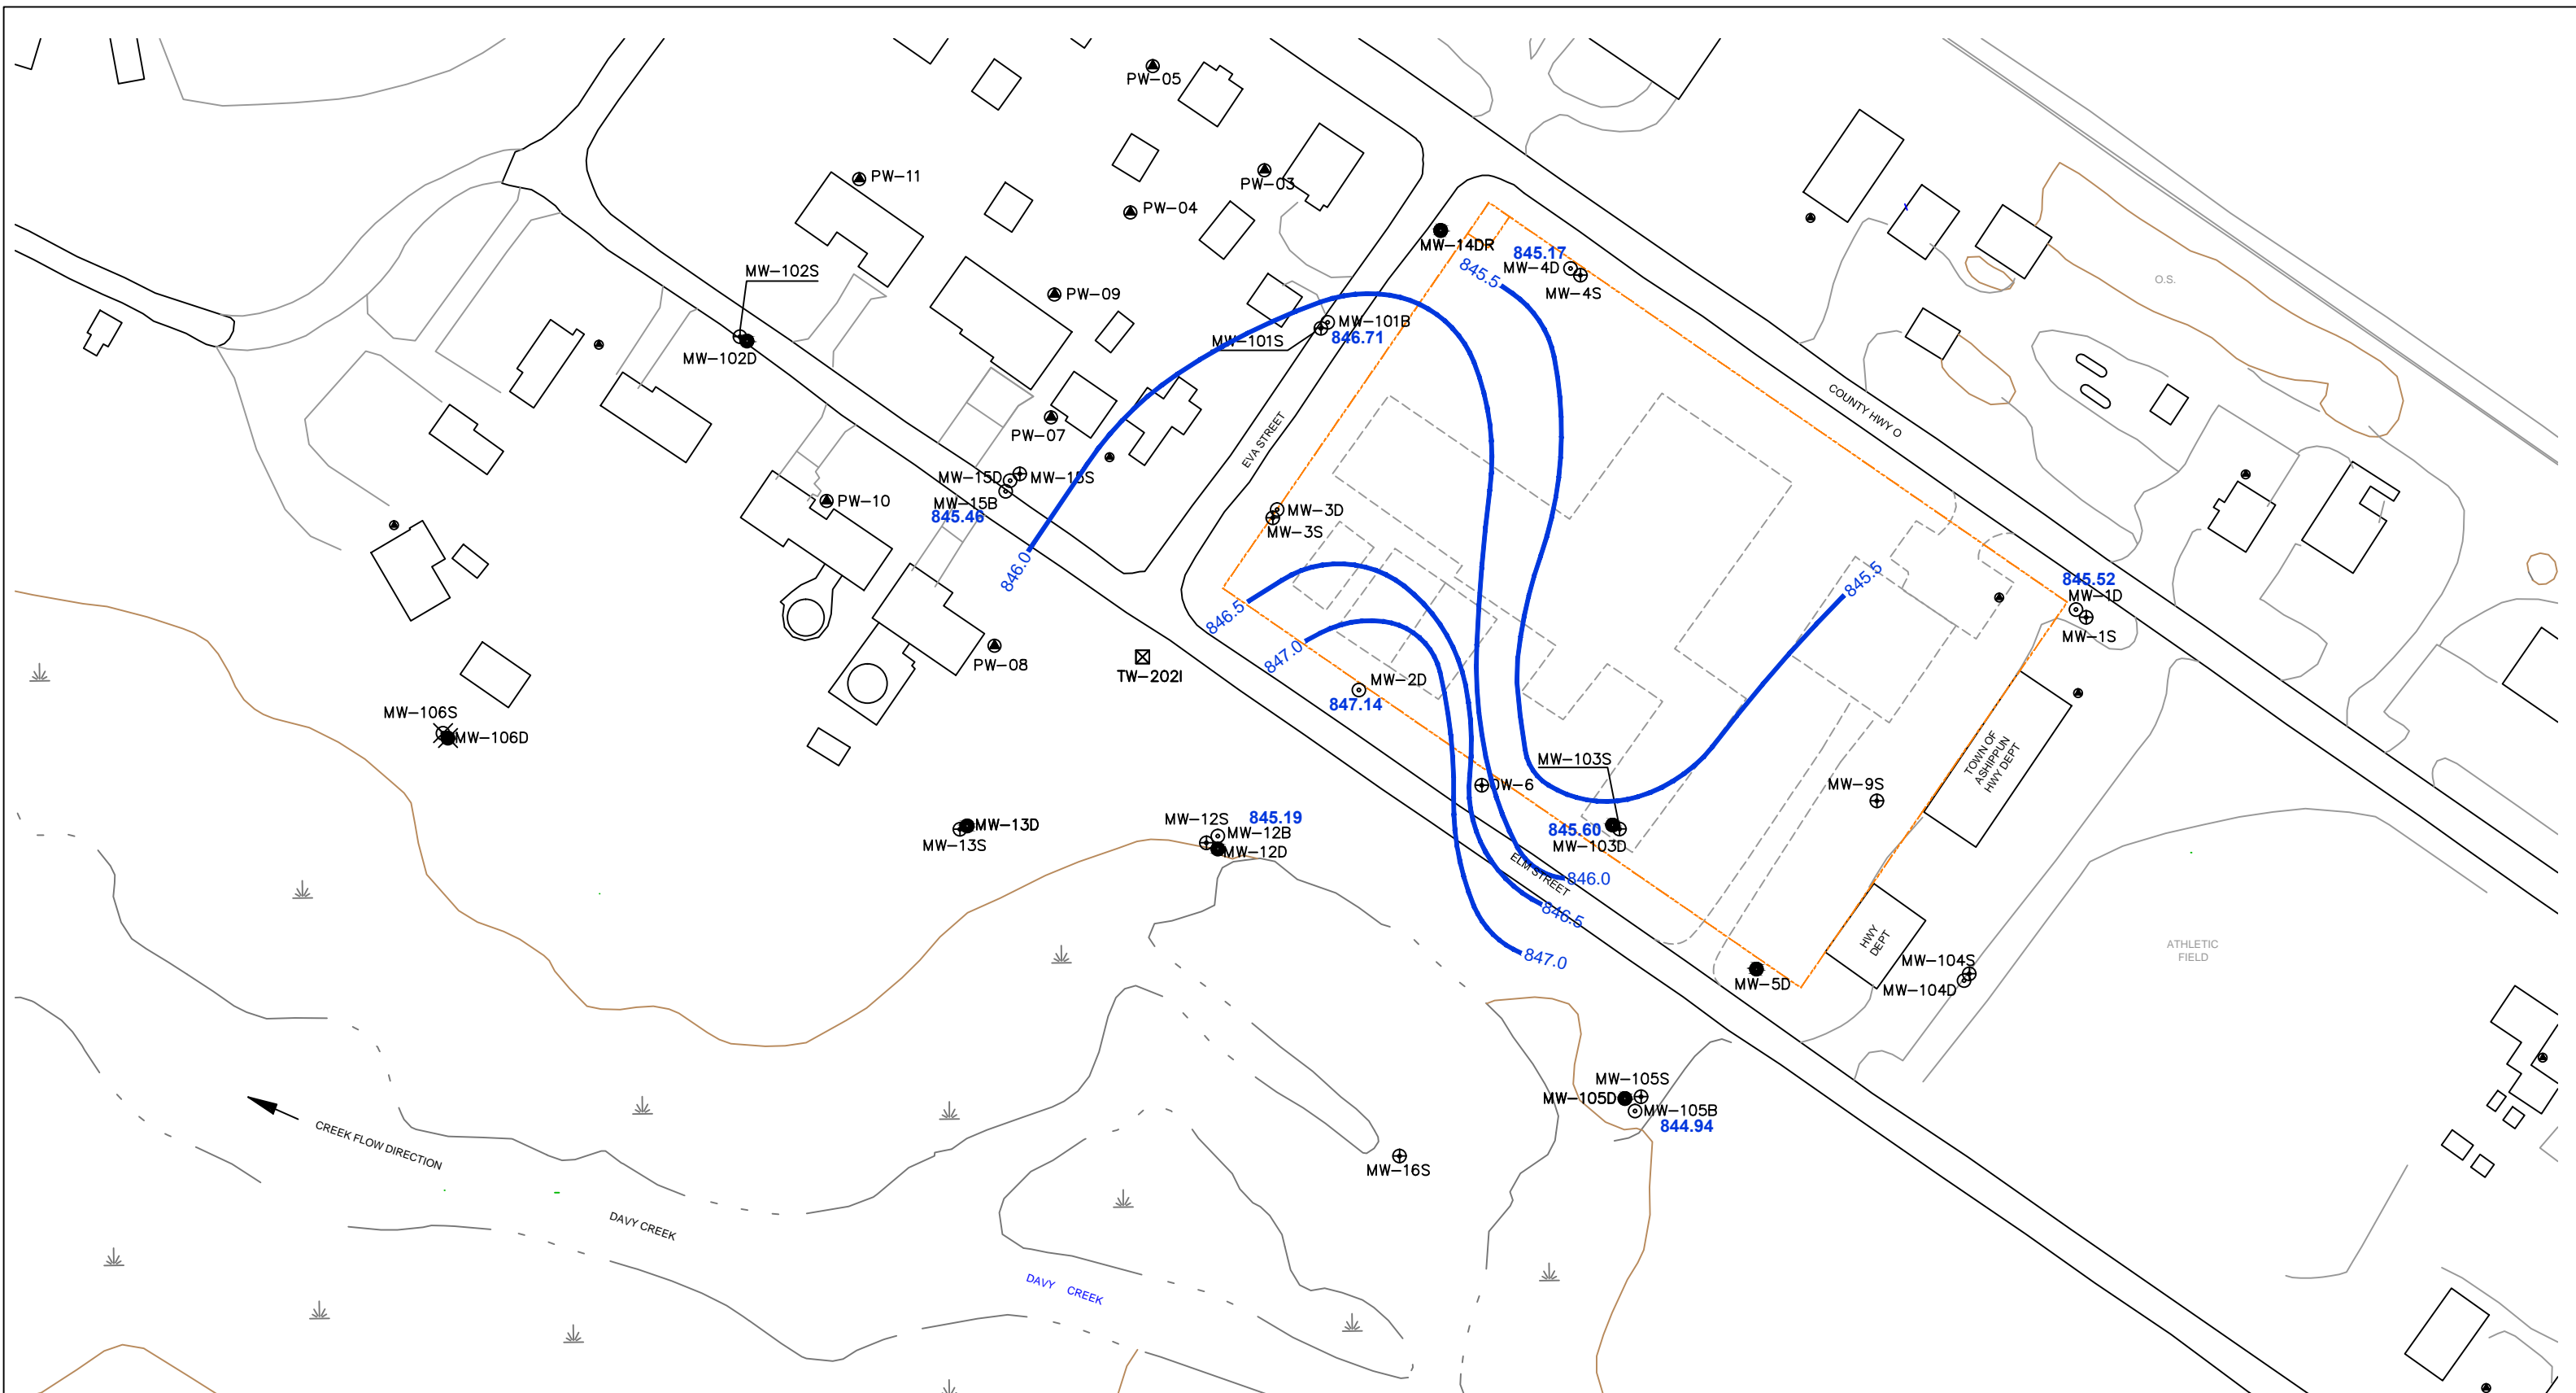 PW-05
PW-11
PW-03
PW-04
MW-14DR
845.17
MW-4D
845.5
MW-4S
MW-102S
PW-09
MW-101B
MW-101S
846.71
MW-102D
O.S.
COUNTY HWY O
PW-07
EVA STREET
MW-15D
MW-15S
MW-15B
845.46
PW-10
MW-3D
MW-3S
846.0
845.5
845.52
MW-1D
MW-1S
846.5
847.0
PW-08
TW-202I
MW-2D
847.14
MW-106S
MW-106D
TOWN OF
ASHIPPUN
HWY DEPT
MW-103S
OW-6
MW-9S
MW-12S
845.19
MW-12B
MW-12D
MW-13D
MW-13S
845.60
MW-103D
ELM STREET
846.0
846.5
847.0
HWY
DEPT
ATHLETIC
FIELD
MW-104S
MW-104D
MW-5D
MW-105S
MW-105D
MW-105B
844.94
MW-16S
CREEK FLOW DIRECTION
DAVY CREEK
DAVY CREEK